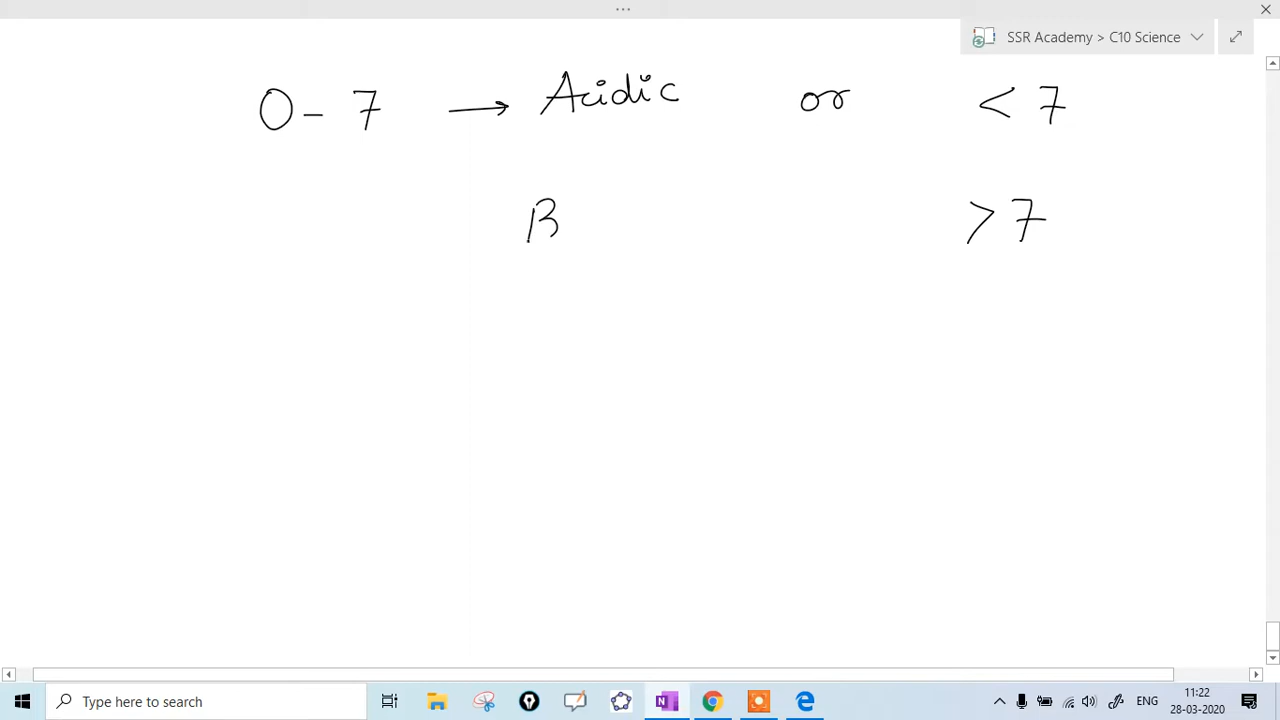 ...
SSR Academy > C10 Science
0 - 7 → Acidic or < 7
B > 7
Type here to search
ENG
11:22
28-03-2020